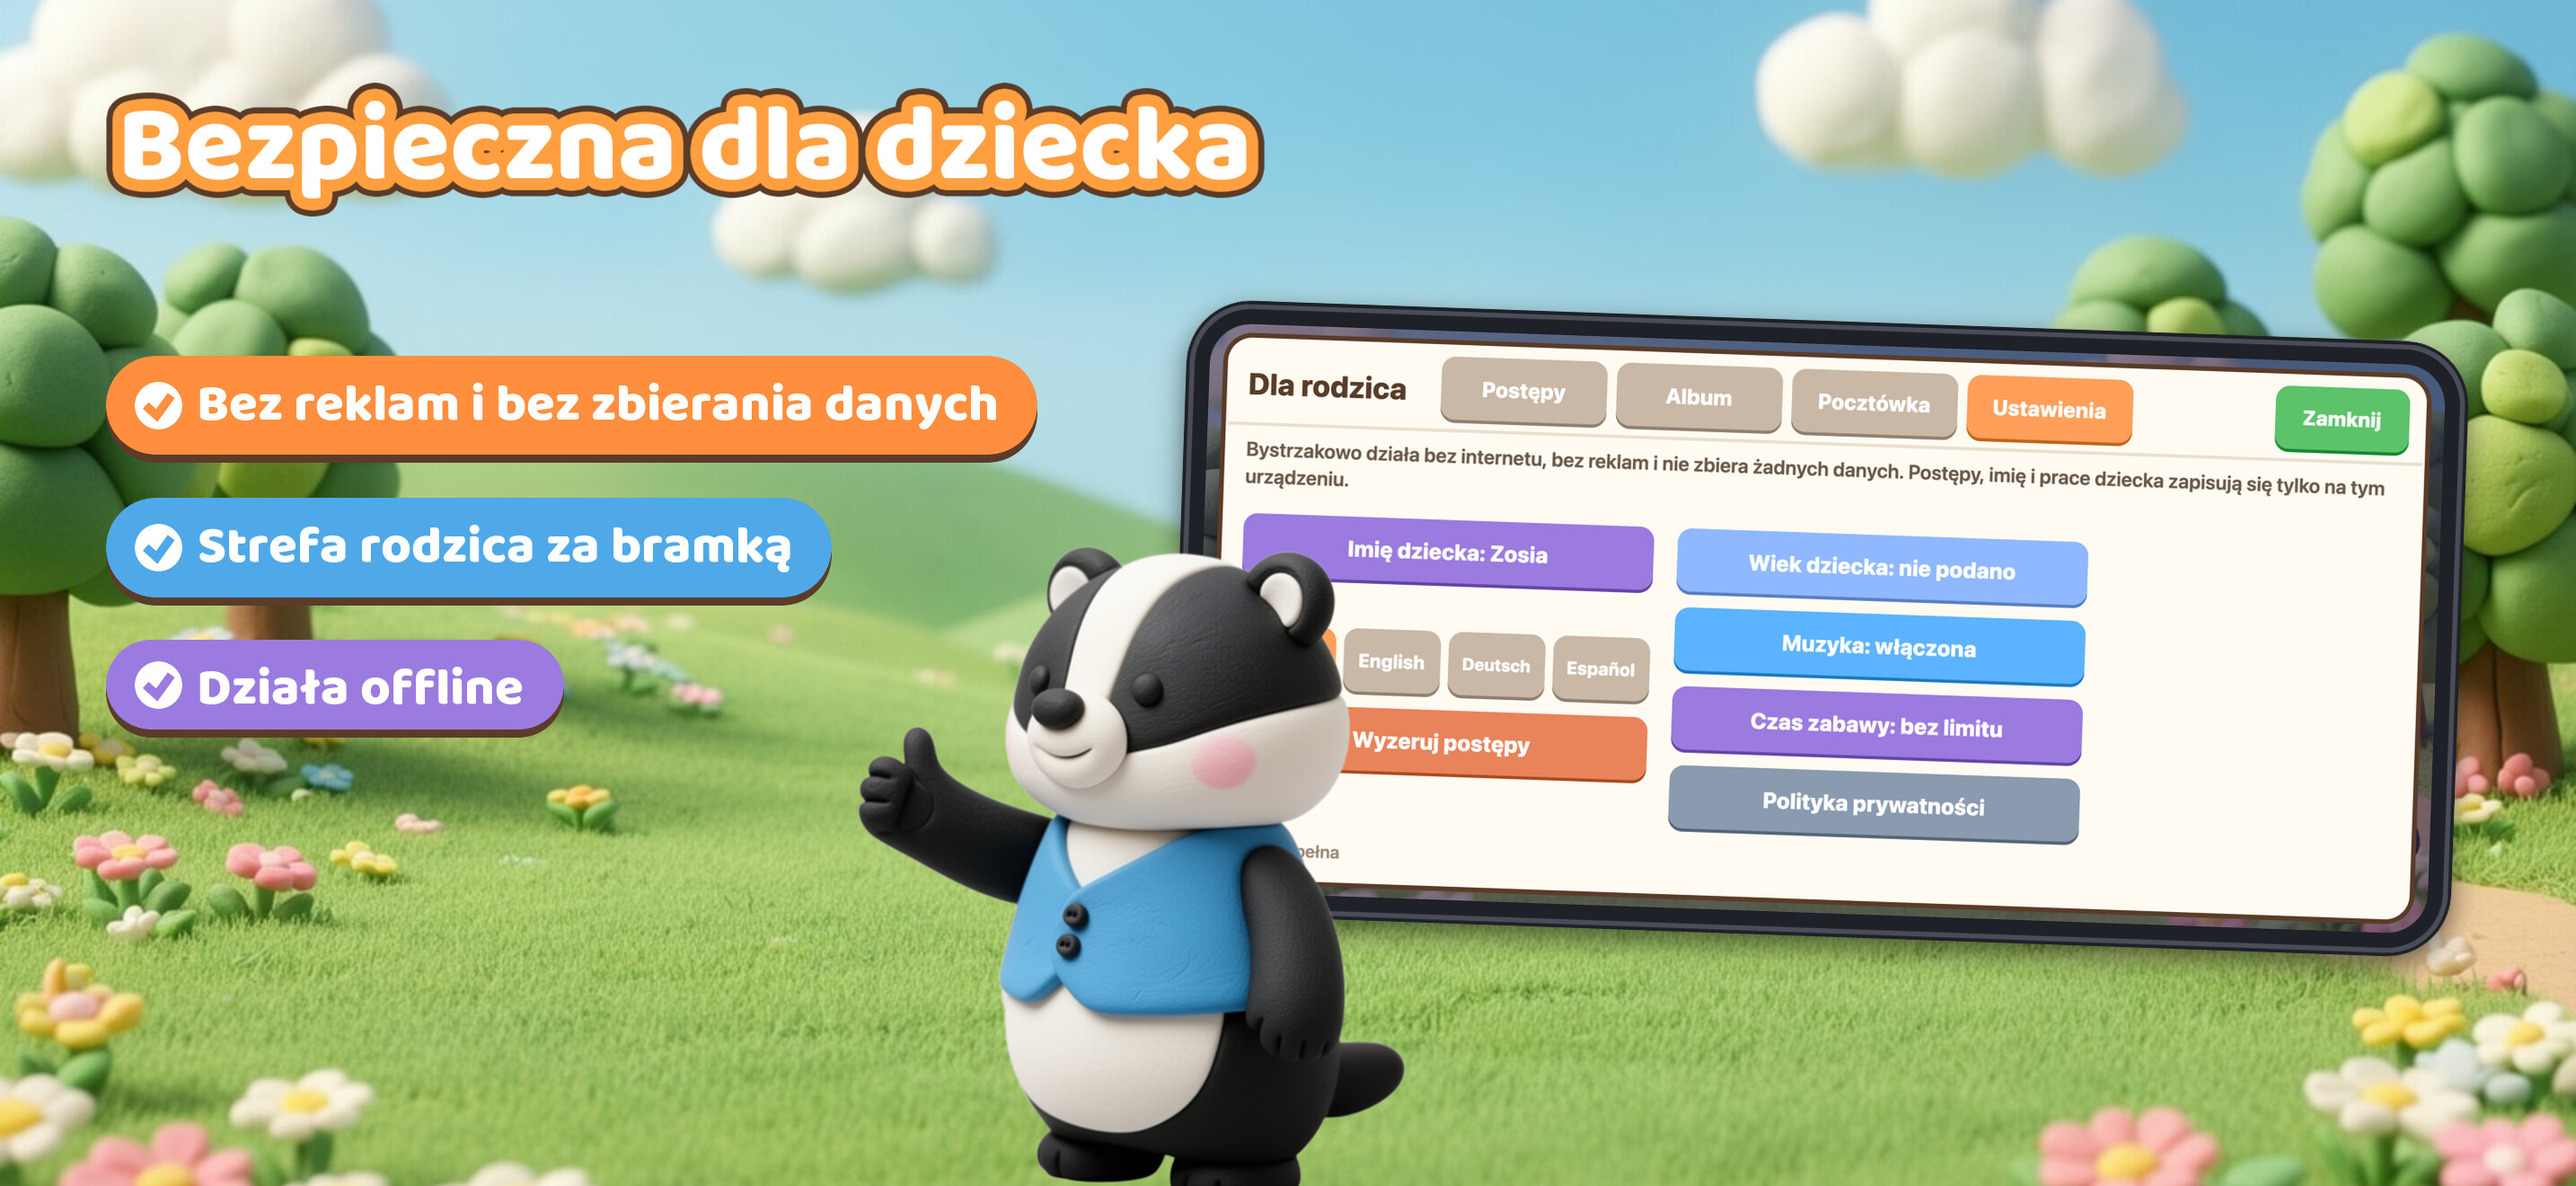 Bezpieczna dla dziecka
Bez reklam i bez zbierania danych
Strefa rodzica za bramką
Działa offline
Dla rodzica
Postępy
Album
Pocztówka
Ustawienia
Zamknij
Bystrzakowo działa bez internetu, bez reklam i nie zbiera żadnych danych. Postępy, imię i prace dziecka zapisują się tylko na tym
urządzeniu.
Imię dziecka: Zosia
Wiek dziecka: nie podano
English
Deutsch
Español
Muzyka: włączona
Wyzeruj postępy
Czas zabawy: bez limitu
Polityka prywatności